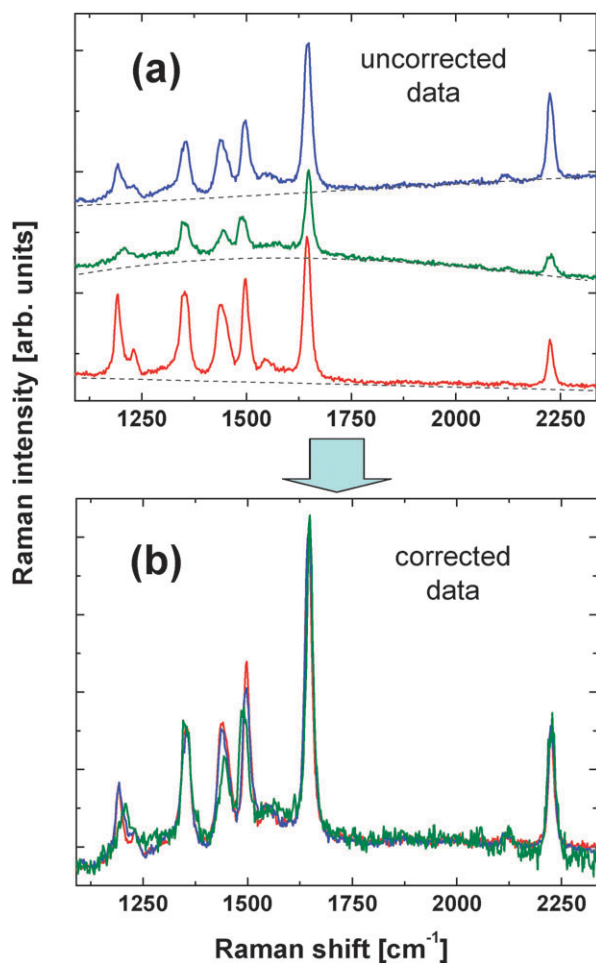 (a)
uncorrected
data
1250 1500 1750 2000 2250
Raman intensity [arb. units]
(b)
corrected
data
1250 1500 1750 2000 2250
Raman shift [cm⁻¹]